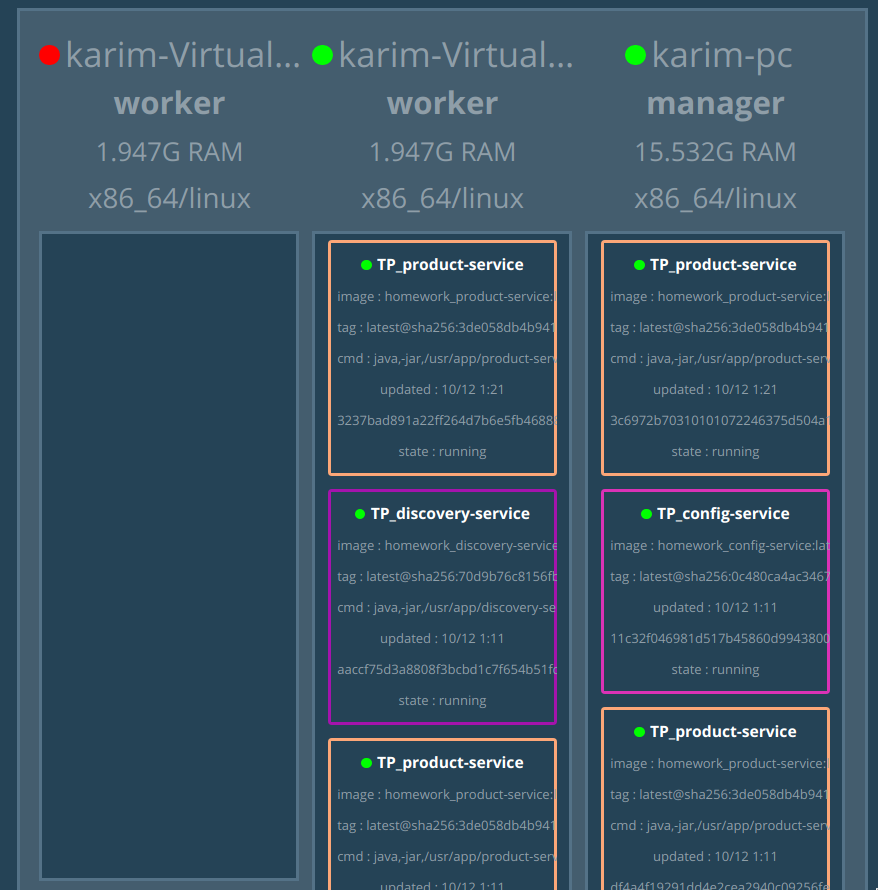 karim-Virtual...
worker
1.947G RAM
x86_64/linux
karim-Virtual...
worker
1.947G RAM
x86_64/linux
TP_product-service
image : homework_product-service:
tag : latest@sha256:3de058db4b941
cmd : java,-jar,/usr/app/product-serv
updated : 10/12 1:21
3237bad891a22ff264d7b6e5fb4688
state : running
TP_discovery-service
image : homework_discovery-service
tag : latest@sha256:70d9b76c8156fb
cmd : java,-jar,/usr/app/discovery-se
updated : 10/12 1:11
aaccf75d3a8808f3bcbd1c7f654b51fc
state : running
TP_product-service
image : homework_product-service:
tag : latest@sha256:3de058db4b941
cmd : java,-jar,/usr/app/product-serv
updated : 10/12 1:11
karim-pc
manager
15.532G RAM
x86_64/linux
TP_product-service
image : homework_product-service:
tag : latest@sha256:3de058db4b941
cmd : java,-jar,/usr/app/product-serv
updated : 10/12 1:21
3c6972b70310101072246375d504a
state : running
TP_config-service
image : homework_config-service:lat
tag : latest@sha256:0c480ca4ac3467
updated : 10/12 1:11
11c32f046981d517b45860d9943800
state : running
TP_product-service
image : homework_product-service:
tag : latest@sha256:3de058db4b941
cmd : java,-jar,/usr/app/product-serv
updated : 10/12 1:11
df4a4f19291dd4e2cea2940c09256fe